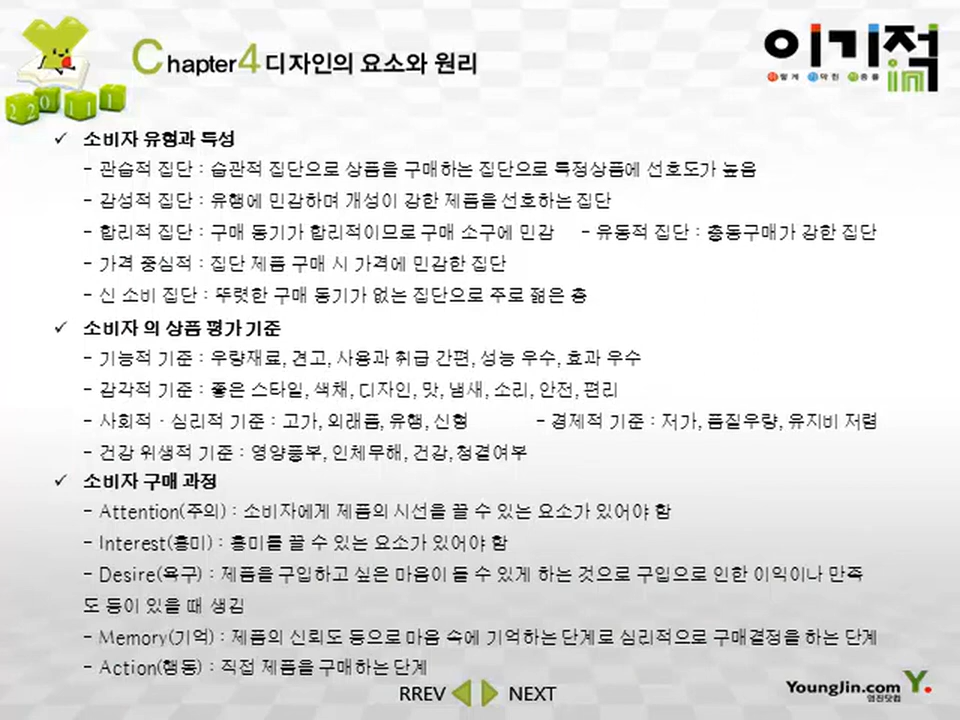 Chapter4 디자인의 요소와 원리
이기적in
이렇게 기막힌 적중률
2011
✓ 소비자 유형과 특성
- 관습적 집단 : 습관적 집단으로 상품을 구매하는 집단으로 특정상품에 선호도가 높음
- 감성적 집단 : 유행에 민감하며 개성이 강한 제품을 선호하는 집단
- 합리적 집단 : 구매 동기가 합리적이므로 구매 소구에 민감 - 유동적 집단 : 충동구매가 강한 집단
- 가격 중심적 : 집단 제품 구매 시 가격에 민감한 집단
- 신 소비 집단 : 뚜렷한 구매 동기가 없는 집단으로 주로 젊은 층
✓ 소비자 의 상품 평가 기준
- 기능적 기준 : 우량재료, 견고, 사용과 취급 간편, 성능 우수, 효과 우수
- 감각적 기준 : 좋은 스타일, 색채, 디자인, 맛, 냄새, 소리, 안전, 편리
- 사회적 · 심리적 기준 : 고가, 외래품, 유행, 신형 - 경제적 기준 : 저가, 품질우량, 유지비 저렴
- 건강 위생적 기준 : 영양풍부, 인체무해, 건강,청결여부
✓ 소비자 구매 과정
- Attention(주의) : 소비자에게 제품의 시선을 끌 수 있는 요소가 있어야 함
- Interest(흥미) : 흥미를 끌 수 있는 요소가 있어야 함
- Desire(욕구) : 제품을 구입하고 싶은 마음이 들 수 있게 하는 것으로 구입으로 인한 이익이나 만족
도 등이 있을 때 생김
- Memory(기억) : 제품의 신뢰도 등으로 마음 속에 기억하는 단계로 심리적으로 구매결정을 하는 단계
- Action(행동) : 직접 제품을 구매하는 단계
RREV NEXT
YoungJin.com Y.
영진닷컴